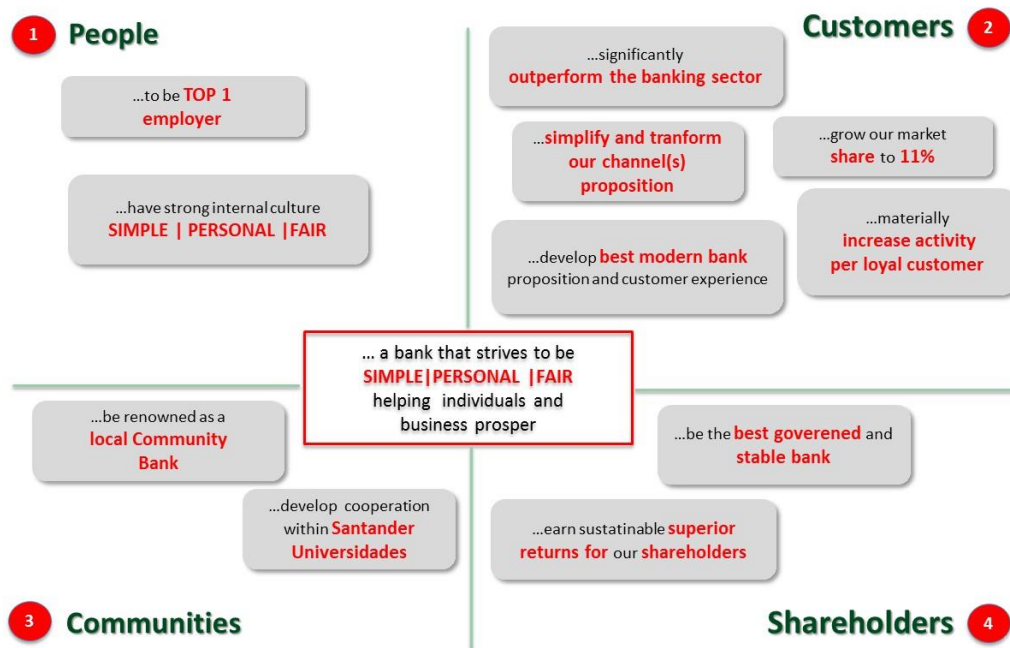 1 People
...to be TOP 1
employer
...have strong internal culture
SIMPLE | PERSONAL |FAIR
Customers 2
...significantly
outperform the banking sector
...simplify and tranform
our channel(s)
proposition
...grow our market
share to 11%
...develop best modern bank
proposition and customer experience
...materially
increase activity
per loyal customer
... a bank that strives to be
SIMPLE|PERSONAL |FAIR
helping individuals and
business prosper
...be renowned as a
local Community
Bank
...develop cooperation
within Santander
Universidades
3 Communities
...be the best goverened and
stable bank
...earn sustatinable superior
returns for our shareholders
Shareholders 4